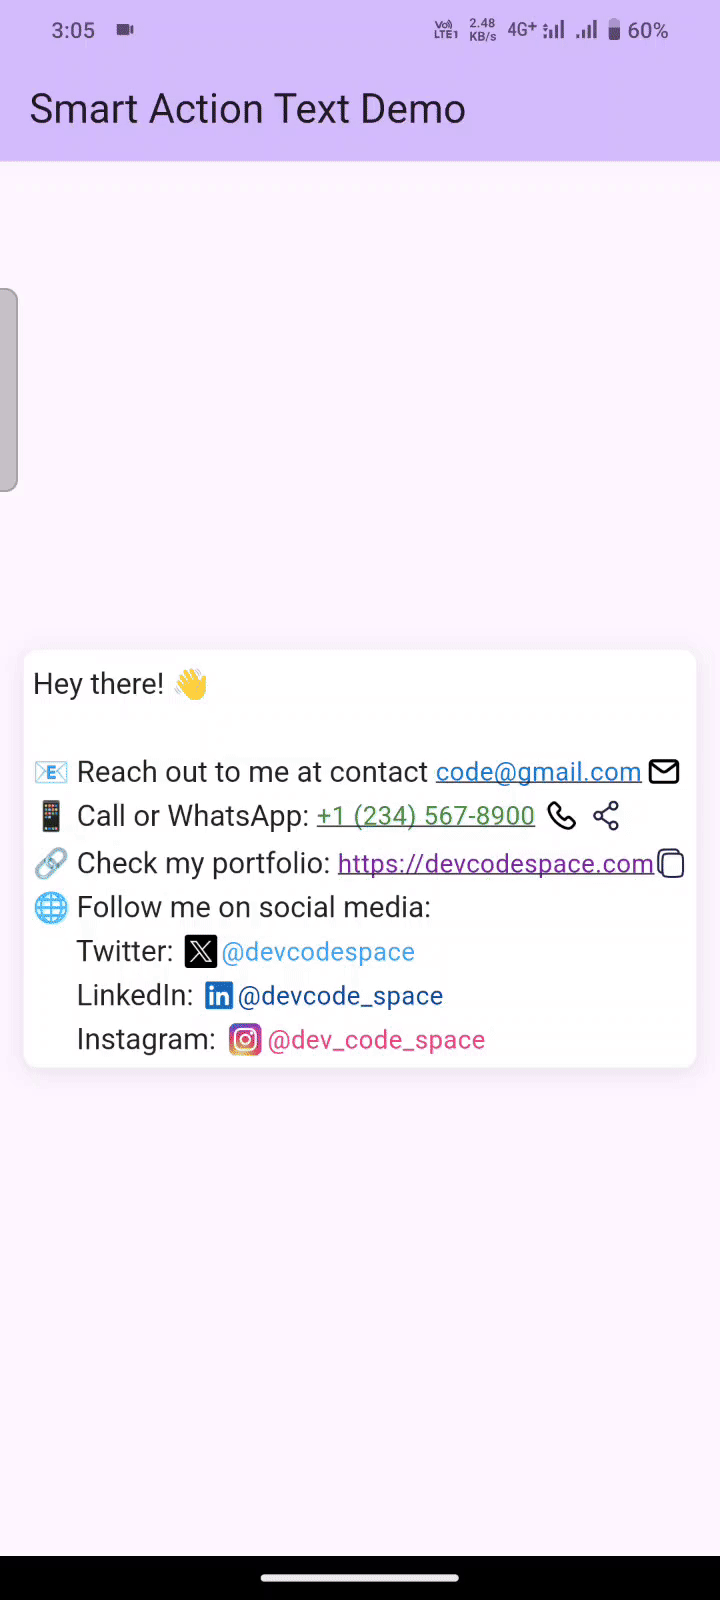 3:05 Vo) LTE1 2.48 KB/s 4G+ 60%
Smart Action Text Demo
Hey there! 👋
📧 Reach out to me at contact code@gmail.com
📱 Call or WhatsApp: +1 (234) 567-8900
🔗 Check my portfolio: https://devcodespace.com
🌐 Follow me on social media:
Twitter: @devcodespace
LinkedIn: in @devcode_space
Instagram: @dev_code_space